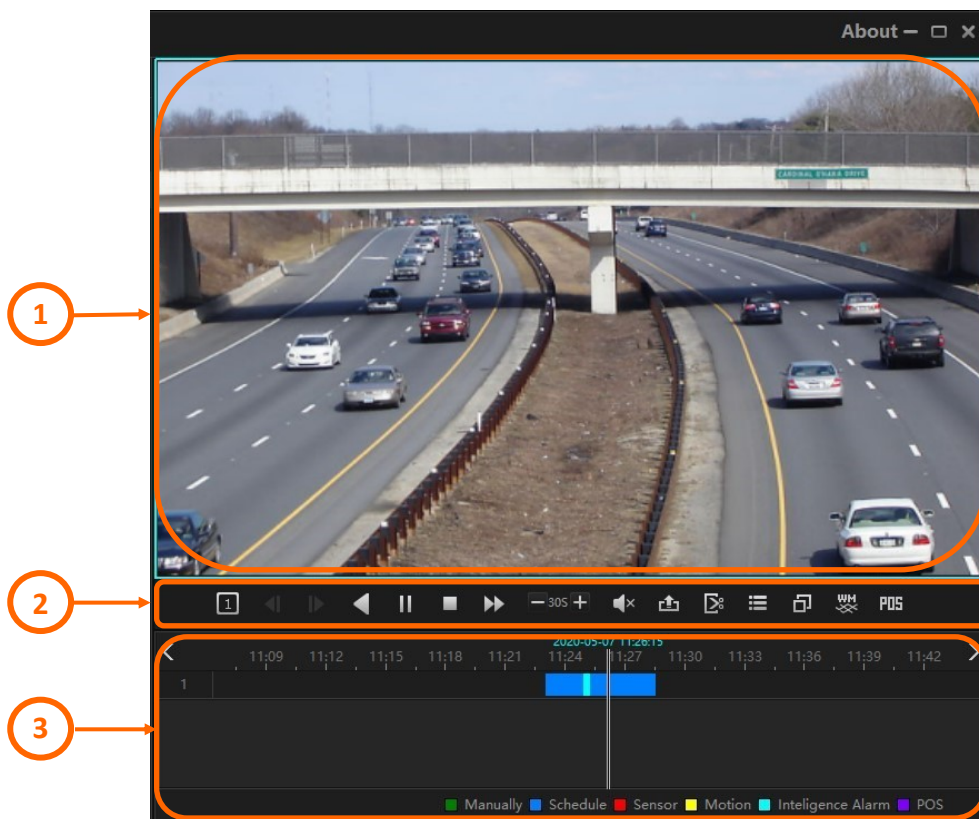 About
CARDINAL O'HARA DRIVE
1
2
1
30S
WM
POS
2020-05-07 11:26:15
11:09 11:12 11:15 11:18 11:21 11:24 11:27 11:30 11:33 11:36 11:39 11:42
1
3
Manually Schedule Sensor Motion Inteligence Alarm POS